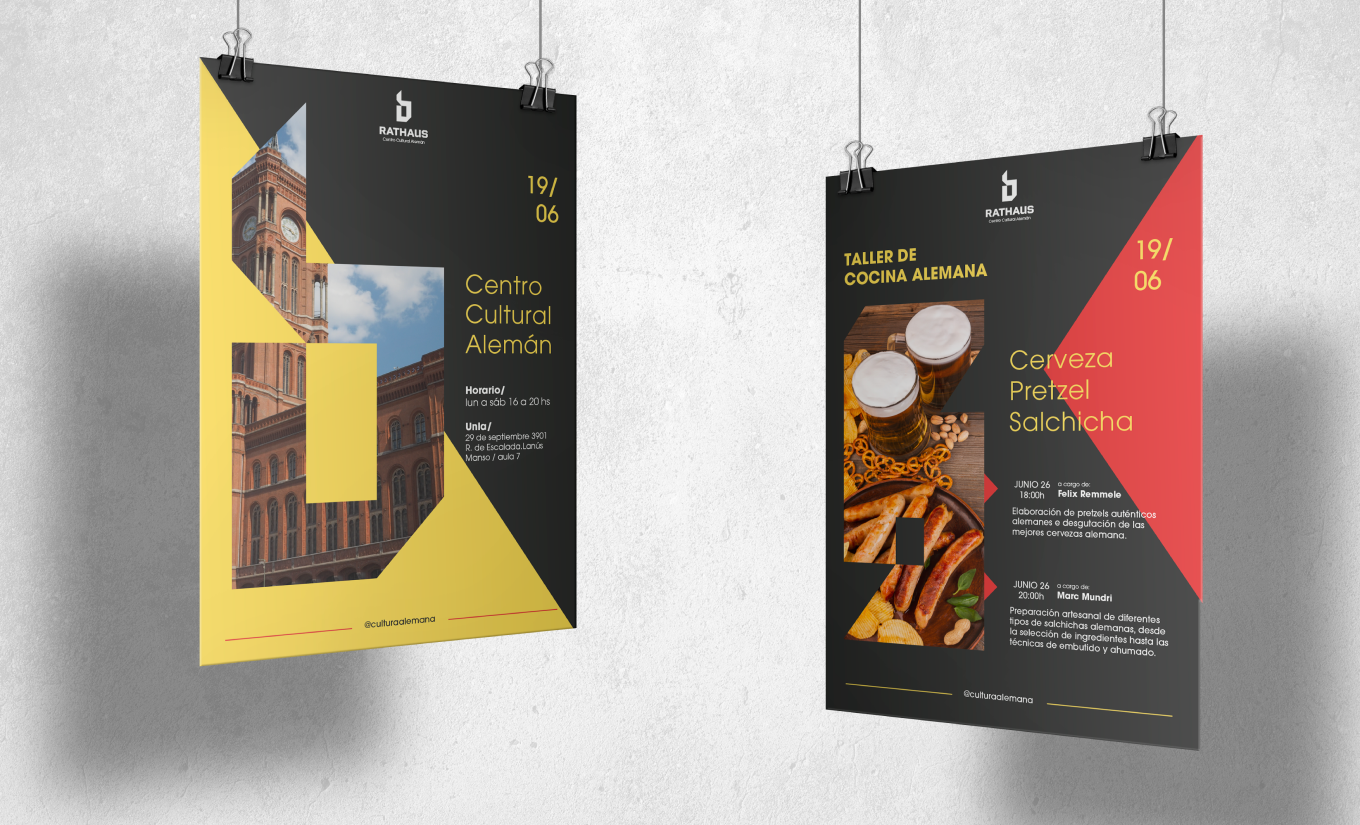 RATHAUS
Centro Cultural Alemán
19/
06
Centro
Cultural
Alemán
Horario/
lun a sáb 16 a 20 hs
Unla/
29 de septiembre 3901
R. de Escalada.Lanús
Manso / aula 7
@culturaalemana
RATHAUS
Centro Cultural Alemán
TALLER DE
COCINA ALEMANA
19/
06
Cerveza
Pretzel
Salchicha
JUNIO 26
18:00h
a cargo de:
Felix Remmele
Elaboración de pretzels auténticos
alemanes e desgutación de las
mejores cervezas alemana.
JUNIO 26
20:00h
a cargo de:
Marc Mundri
Preparación artesanal de diferentes
tipos de salchichas alemanas, desde
la selección de ingredientes hasta las
técnicas de embutido y ahumado.
@culturaalemana